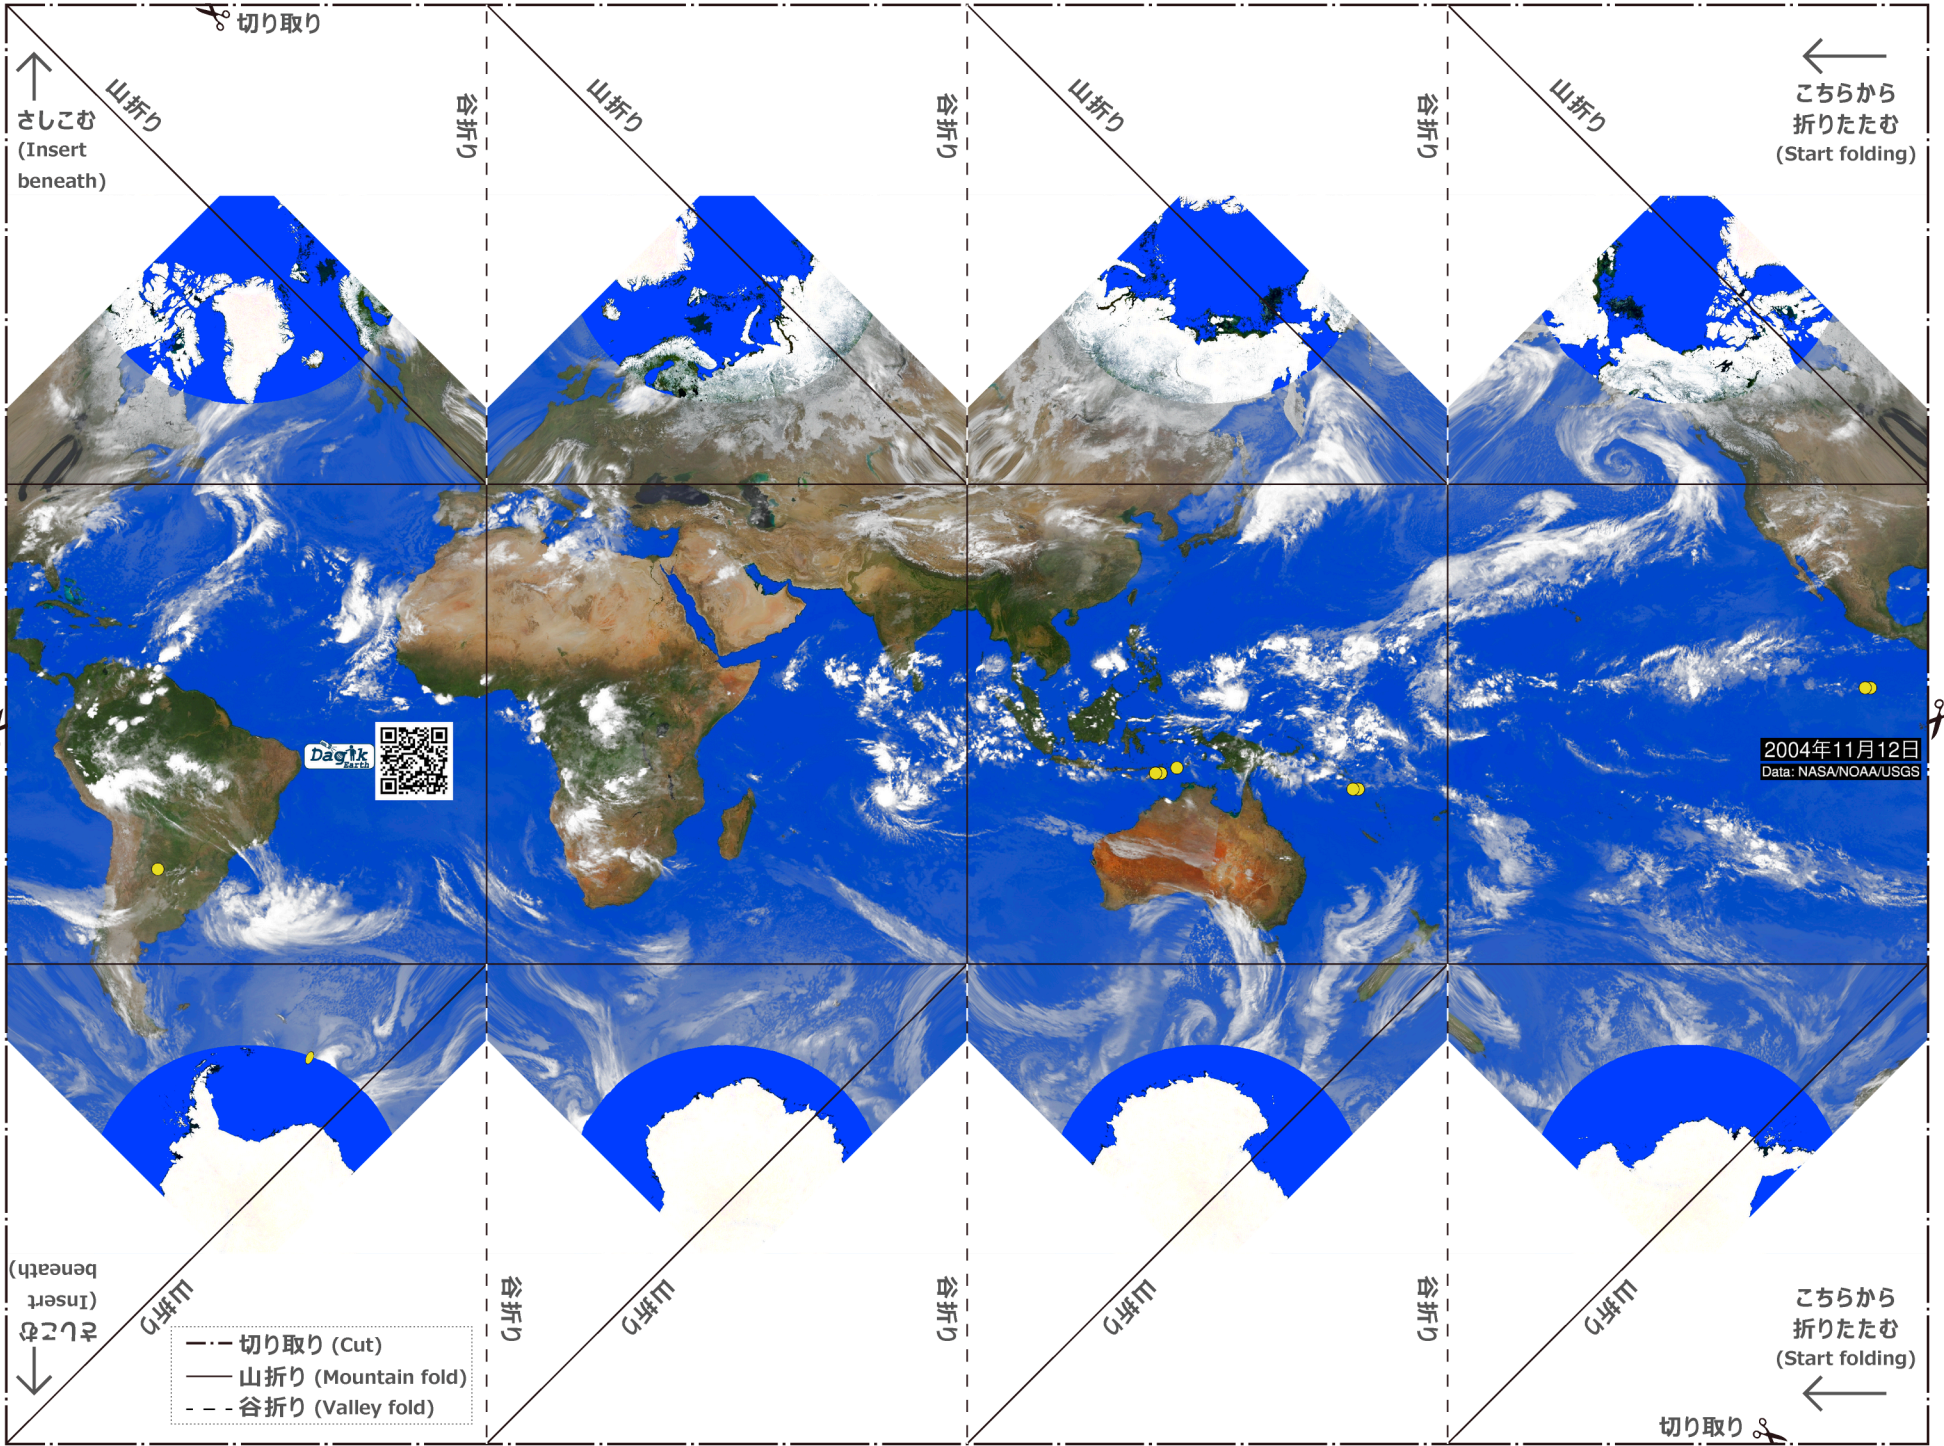 切り取り
山折り
谷折り
山折り
谷折り
山折り
谷折り
山折り
さしこむ
(Insert
beneath)
こちらから
折りたたむ
(Start folding)
Dagik
Earth
2004年11月12日
Data: NASA/NOAA/USGS
さしこむ
(Insert
beneath)
山折り
谷折り
山折り
谷折り
山折り
谷折り
山折り
こちらから
折りたたむ
(Start folding)
切り取り (Cut)
山折り (Mountain fold)
谷折り (Valley fold)
切り取り